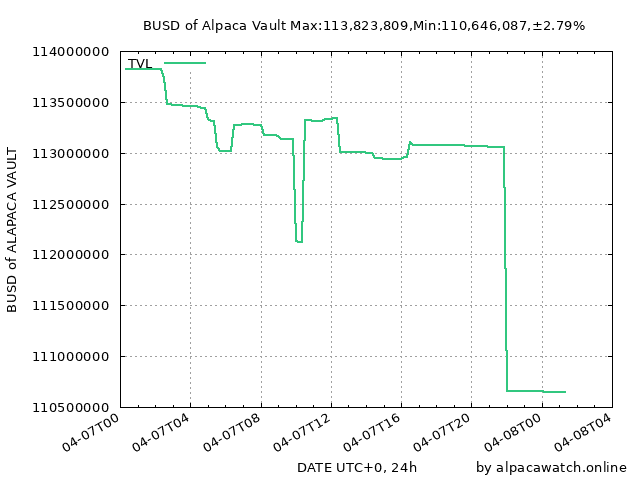 BUSD of Alpaca Vault Max:113,823,809,Min:110,646,087,±2.79%
TVL
BUSD of ALAPACA VAULT
114000000
113500000
113000000
112500000
112000000
111500000
111000000
110500000
04-07T00
04-07T04
04-07T08
04-07T12
04-07T16
04-07T20
04-08T00
04-08T04
DATE UTC+0, 24h
by alpacawatch.online